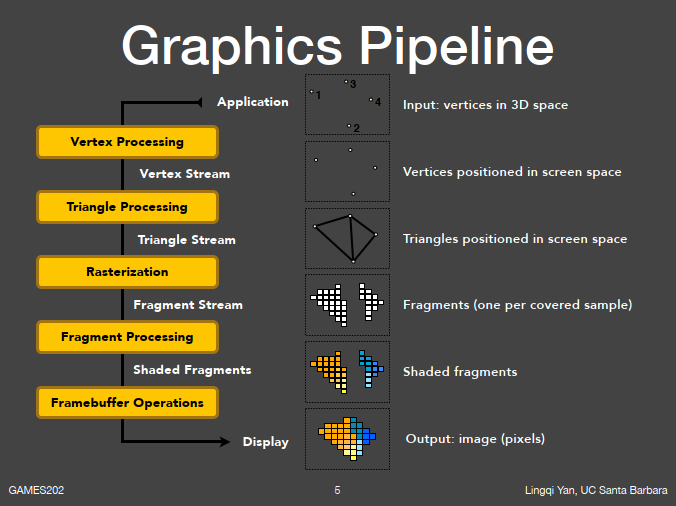 Graphics Pipeline
Application
1
3
4
2
Input: vertices in 3D space
Vertex Processing
Vertex Stream
Vertices positioned in screen space
Triangle Processing
Triangle Stream
Triangles positioned in screen space
Rasterization
Fragment Stream
Fragments (one per covered sample)
Fragment Processing
Shaded Fragments
Shaded fragments
Framebuffer Operations
Display
Output: image (pixels)
GAMES202
5
Lingqi Yan, UC Santa Barbara